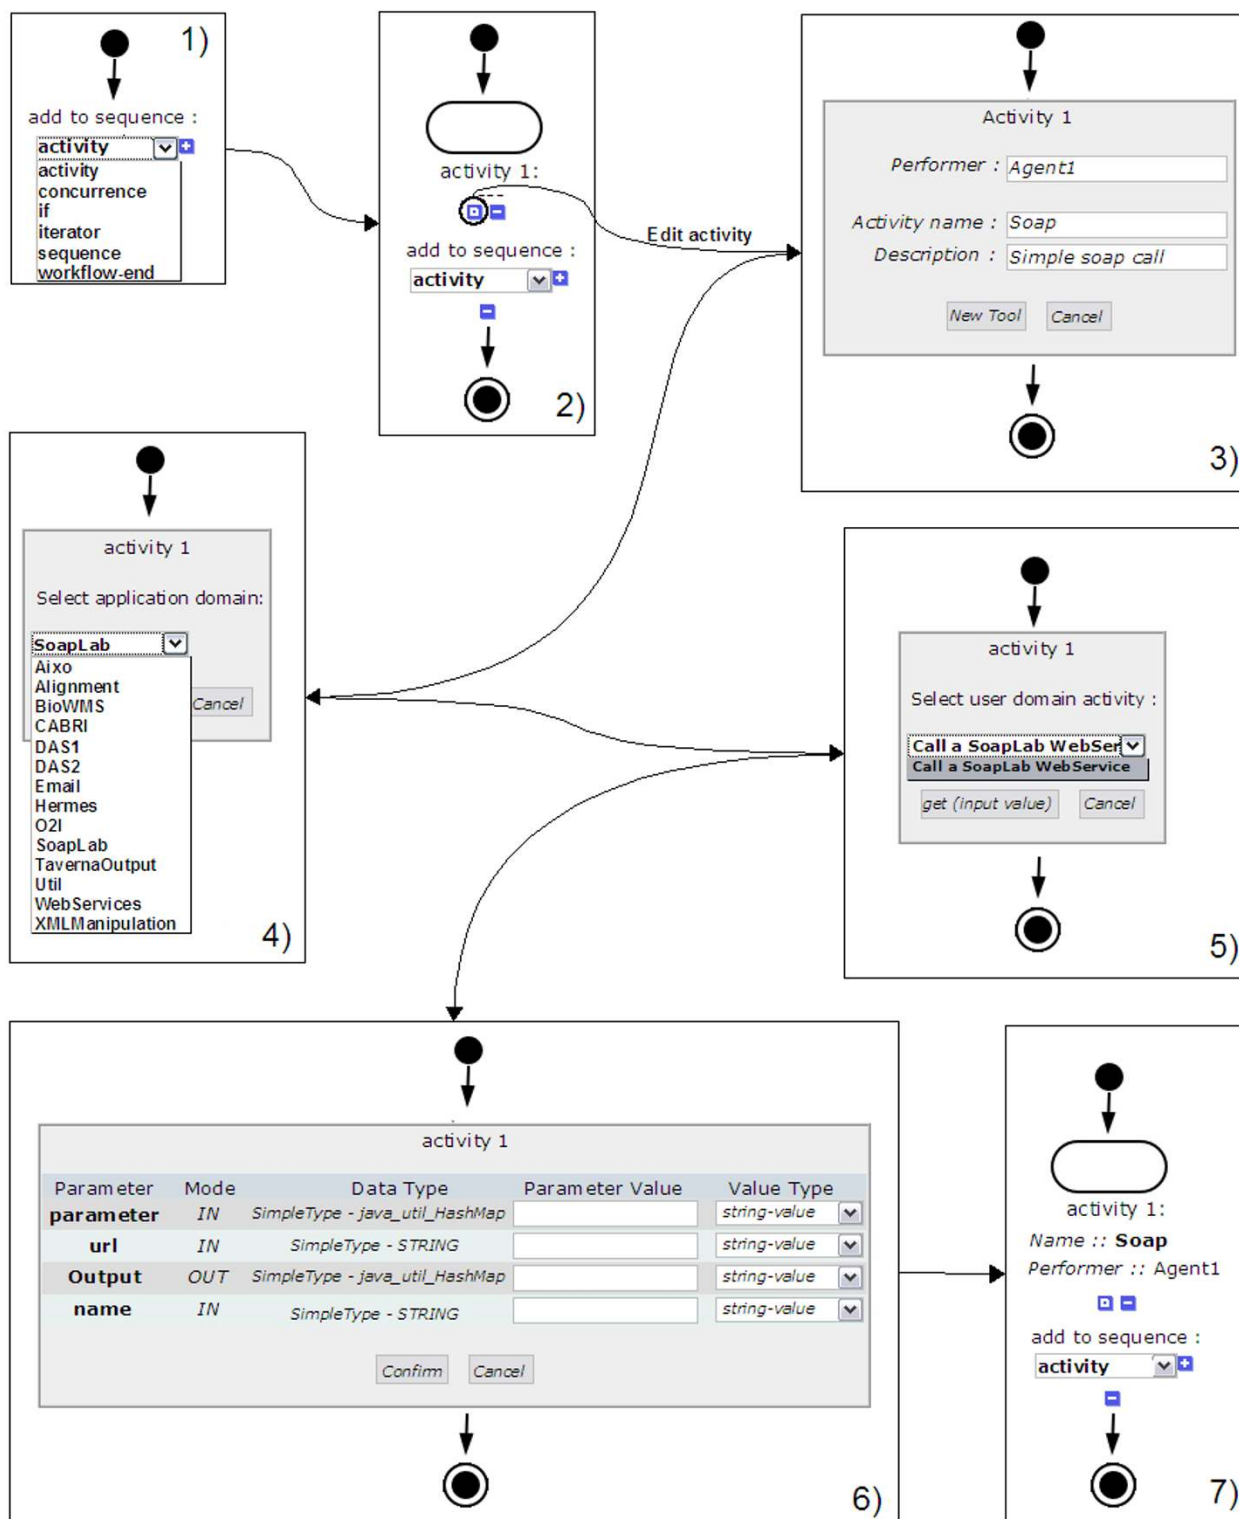 1)
add to sequence :
activity
activity
concurrence
if
iterator
sequence
workflow-end
activity 1:
add to sequence :
activity
2)
Edit activity
Activity 1
Performer : Agent1
Activity name : Soap
Description : Simple soap call
New Tool Cancel
3)
activity 1
Select application domain:
SoapLab
Aixo
Alignment
BioWMS
Cancel
CABRI
DAS1
DAS2
Email
Hermes
O2I
SoapLab
TavernaOutput
Util
WebServices
XMLManipulation
4)
activity 1
Select user domain activity :
Call a SoapLab WebSer
Call a SoapLab WebService
get (input value) Cancel
5)
activity 1
Parameter Mode Data Type Parameter Value Value Type
parameter IN SimpleType - java_util_HashMap string-value
url IN SimpleType - STRING string-value
Output OUT SimpleType - java_util_HashMap string-value
name IN SimpleType - STRING string-value
Confirm Cancel
6)
activity 1:
Name :: Soap
Performer :: Agent1
add to sequence :
activity
7)